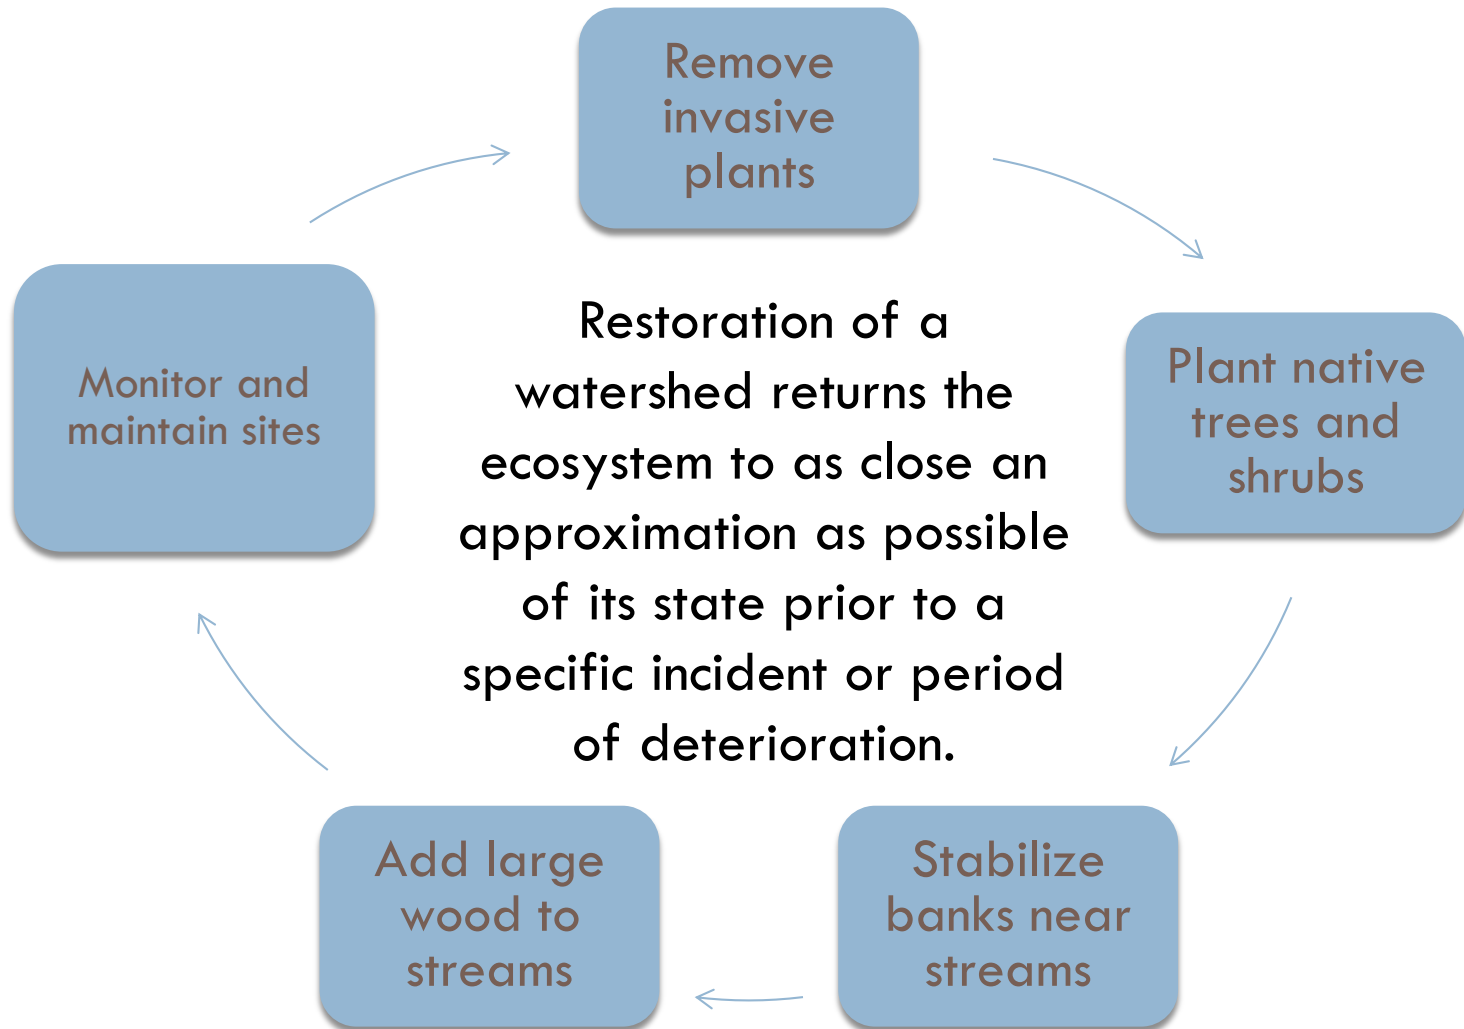 Remove
invasive
plants
Plant native
trees and
shrubs
Stabilize
banks near
streams
Add large
wood to
streams
Monitor and
maintain sites
Restoration of a
watershed returns the
ecosystem to as close an
approximation as possible
of its state prior to a
specific incident or period
of deterioration.